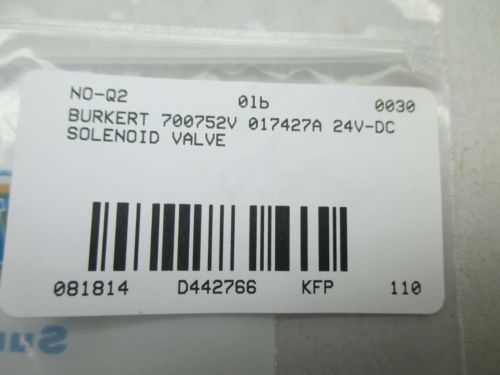 NO-Q2 01b 0030
BURKERT 700752V 017427A 24V-DC
SOLENOID VALVE
081814 D442766 KFP 110